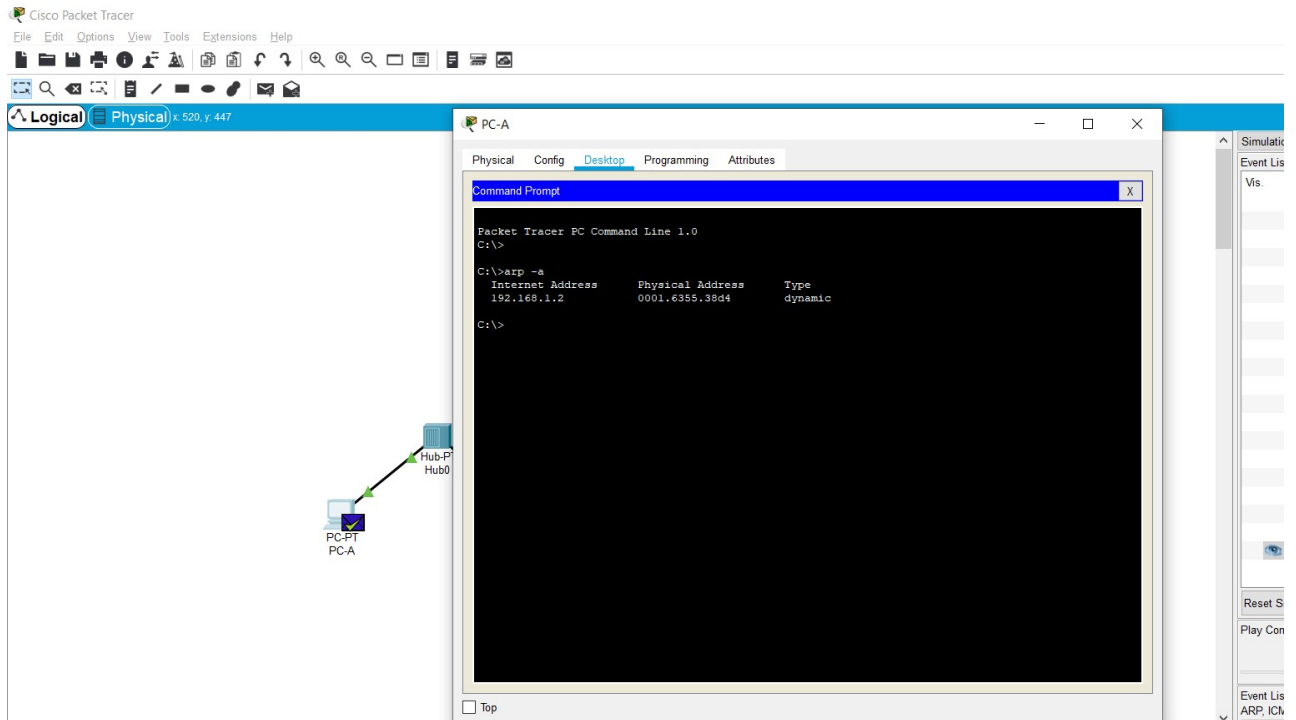 Cisco Packet Tracer
File Edit Options View Tools Extensions Help
Logical Physical x: 520, y: 447
PC-A
Physical Config Desktop Programming Attributes
Command Prompt X
Packet Tracer PC Command Line 1.0
C:\>
C:\>arp -a
Internet Address Physical Address Type
192.168.1.2 0001.6355.38d4 dynamic
C:\>
Hub-P
Hub0
PC-PT
PC-A
Top
Simulatio
Event Lis
Vis.
Reset S
Play Con
Event Lis
ARP, ICM